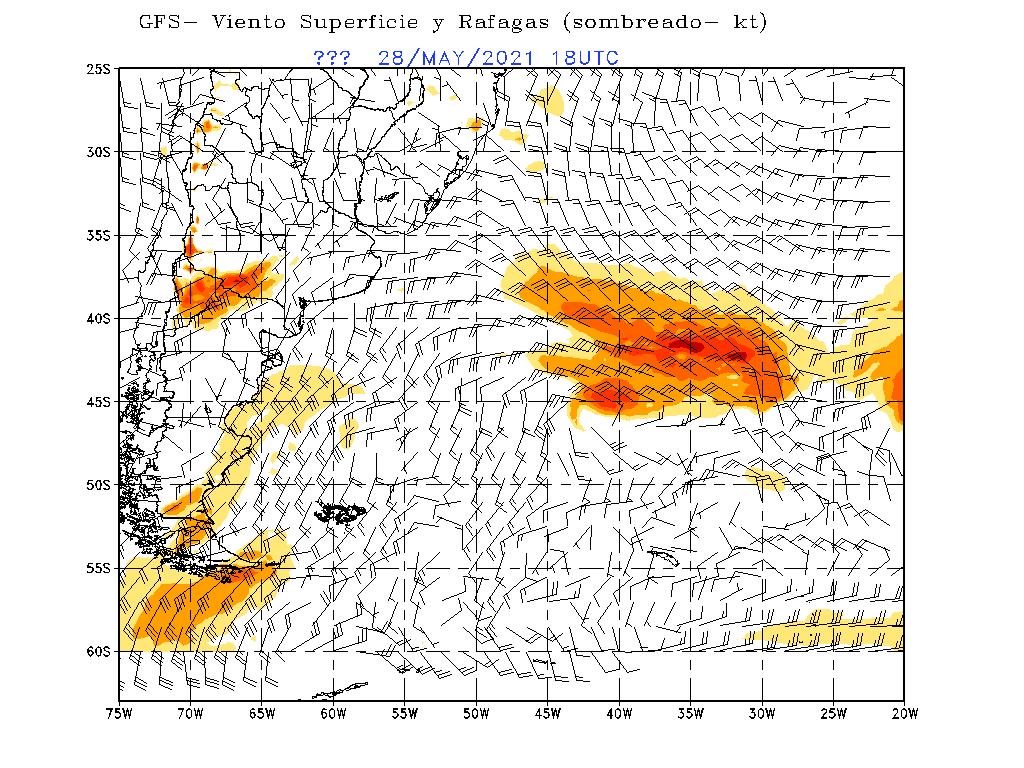 GFS− Viento Superficie y Rafagas (sombreado− kt)
??? 28/MAY/2021 18UTC
25S
30S
35S
40S
45S
50S
55S
60S
75W 70W 65W 60W 55W 50W 45W 40W 35W 30W 25W 20W